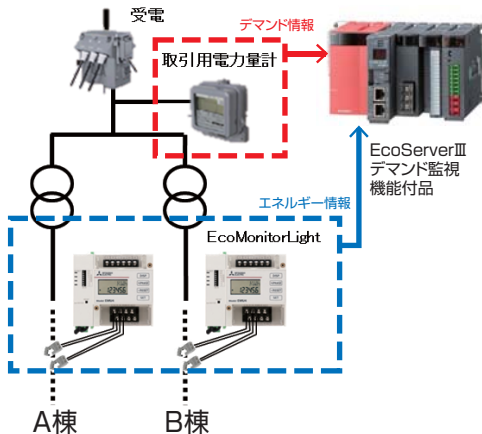 受電
デマンド情報
取引用電力量計
EcoServerⅢ
デマンド監視
機能付品
エネルギー情報
EcoMonitorLight
A棟
B棟